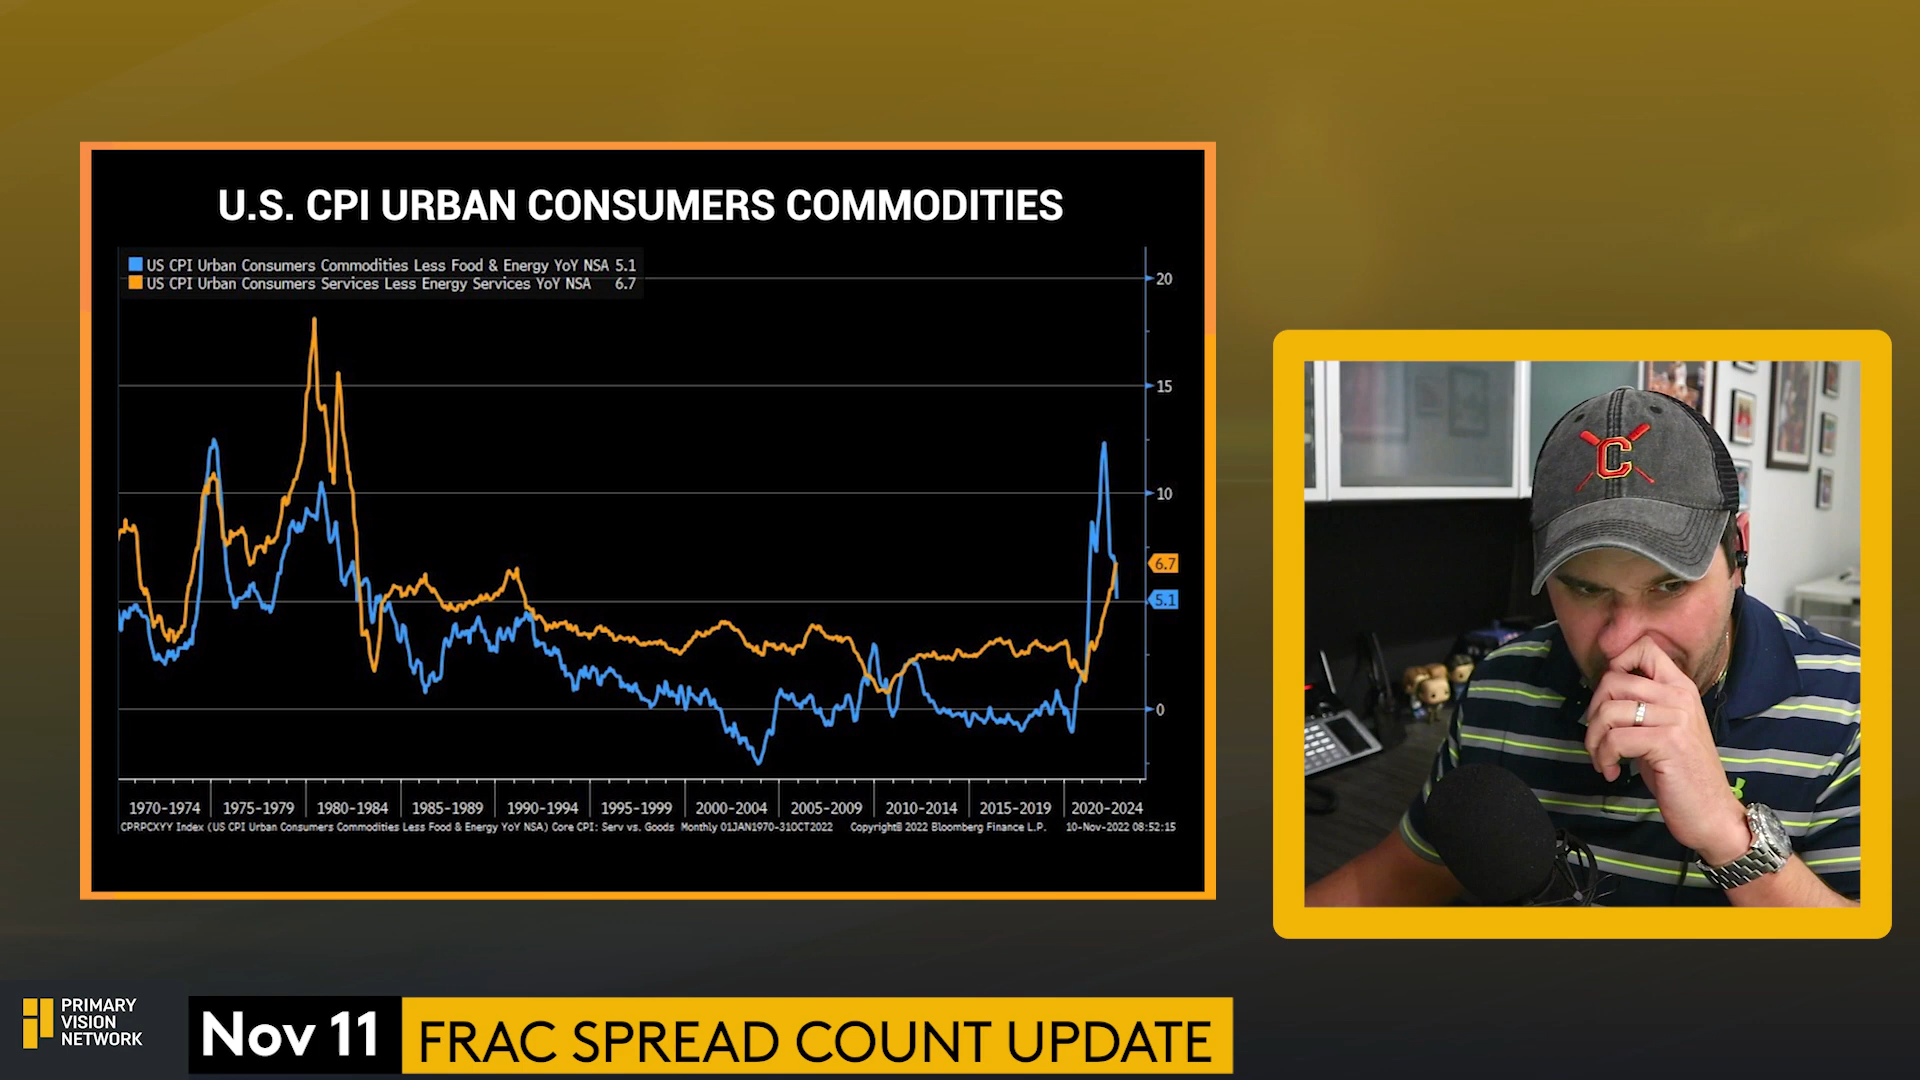 U.S. CPI URBAN CONSUMERS COMMODITIES
US CPI Urban Consumers Commodities Less Food & Energy YoY NSA 5.1
US CPI Urban Consumers Services Less Energy Services YoY NSA 6.7
20
15
10
6.7
5.1
0
1970-1974 1975-1979 1980-1984 1985-1989 1990-1994 1995-1999 2000-2004 2005-2009 2010-2014 2015-2019 2020-2024
CPRPCXYY Index (US CPI Urban Consumers Commodities Less Food & Energy YoY NSA) Core CPI: Serv vs. Goods Monthly 01JAN1970-31OCT2022 Copyright© 2022 Bloomberg Finance L.P. 10-Nov-2022 08:52:15
C
PRIMARY
VISION
NETWORK
Nov 11
FRAC SPREAD COUNT UPDATE